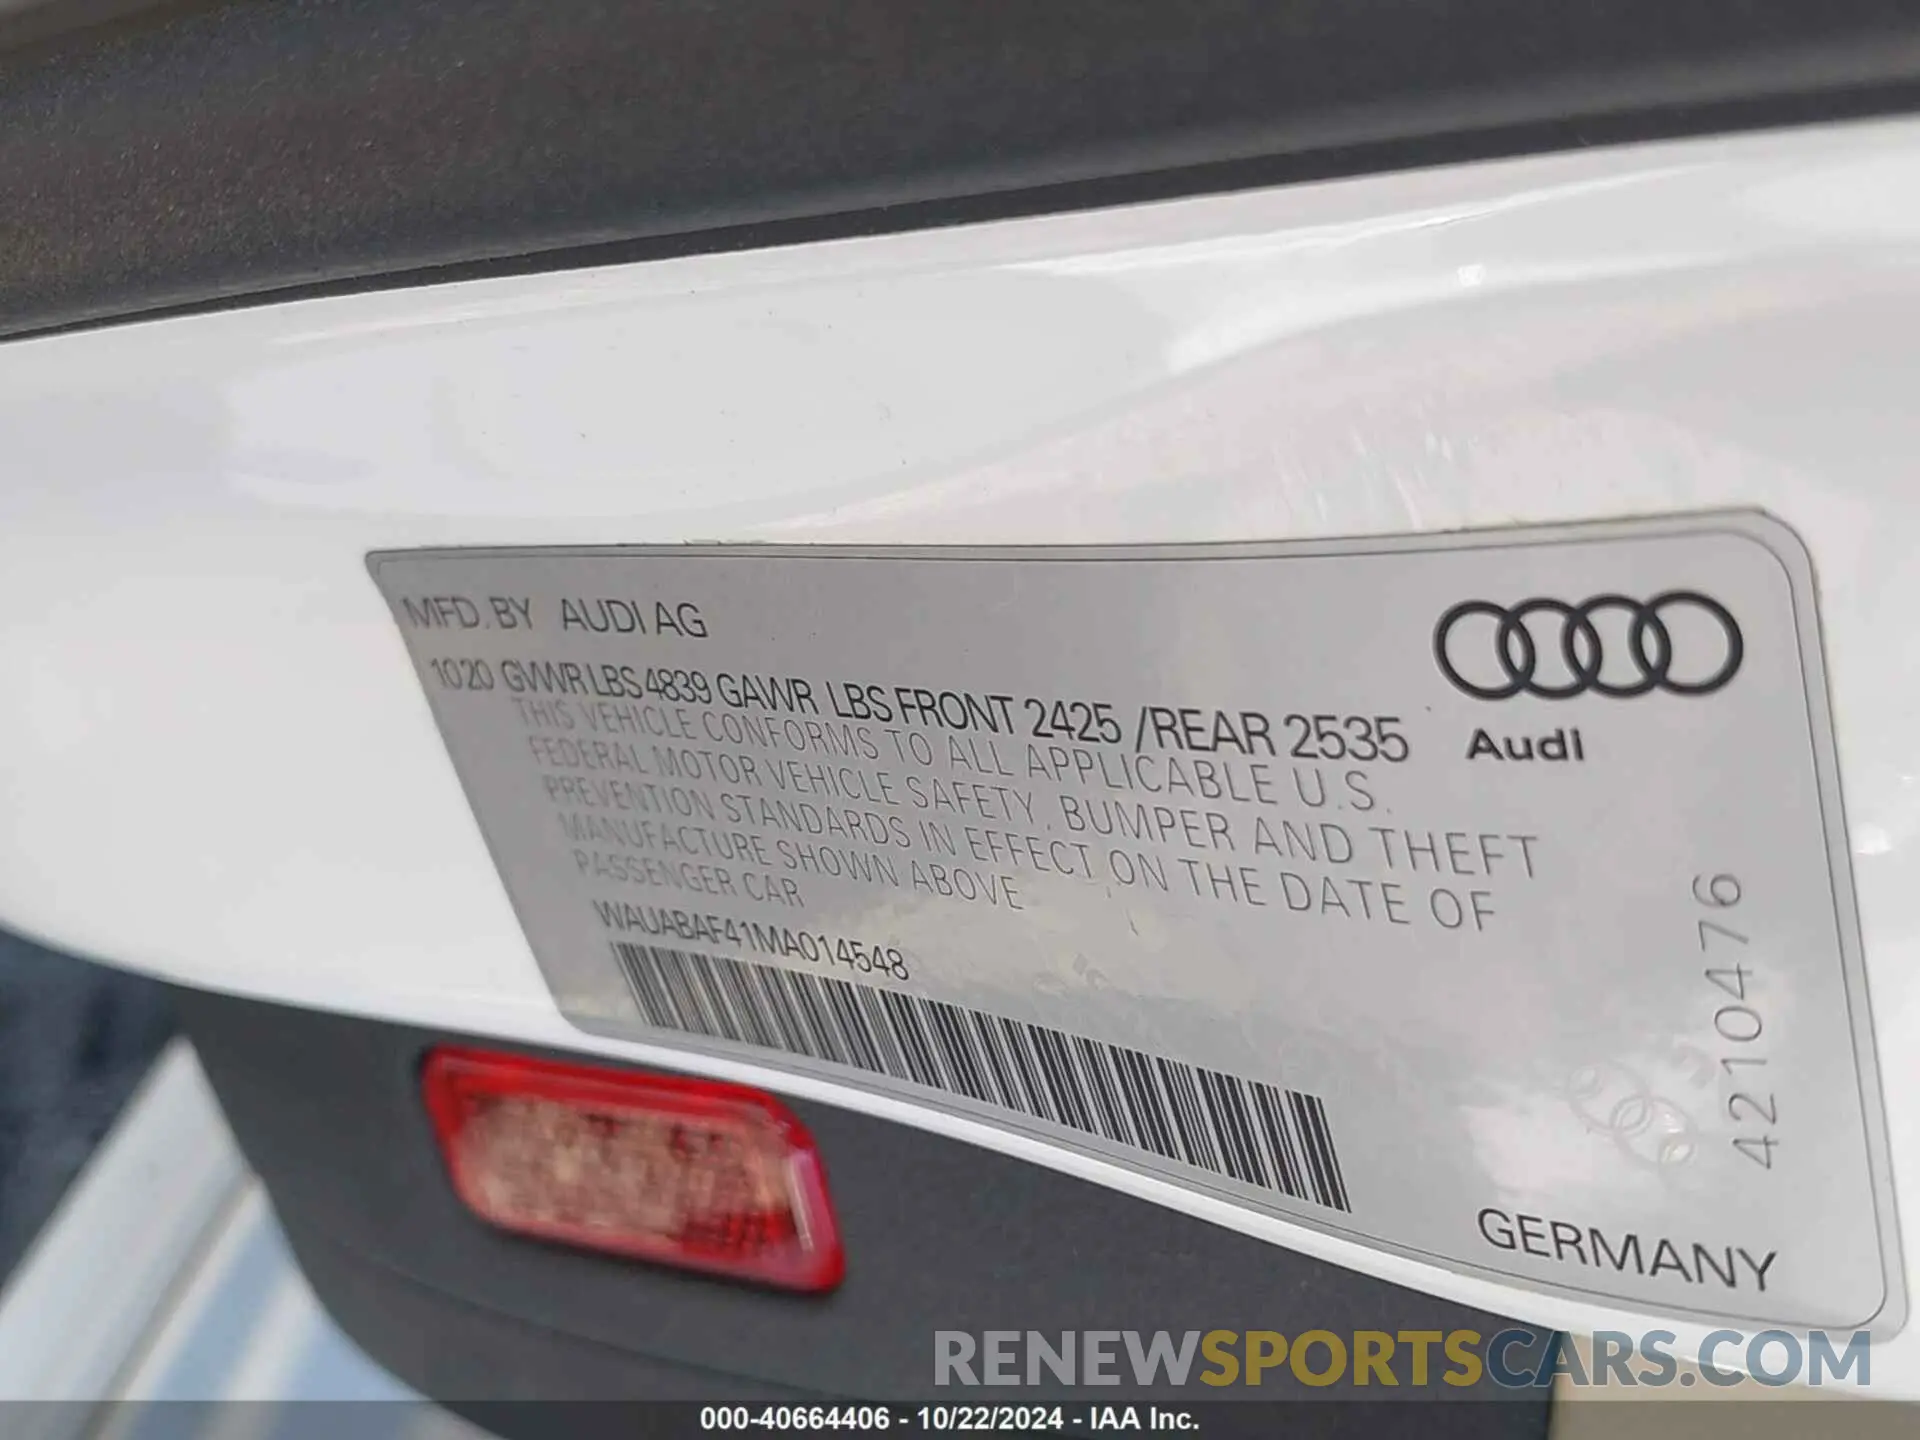 MFD. BY AUDI AG
10 20 GVWR LBS 4839 GAWR LBS FRONT 2425 /REAR 2535
THIS VEHICLE CONFORMS TO ALL APPLICABLE U.S.
FEDERAL MOTOR VEHICLE SAFETY, BUMPER AND THEFT
PREVENTION STANDARDS IN EFFECT ON THE DATE OF
MANUFACTURE SHOWN ABOVE
PASSENGER CAR
WAUABAF41MA014548
Audi
4210476
GERMANY
RENEWSPORTSCARS.COM
000-40664406 - 10/22/2024 - IAA Inc.